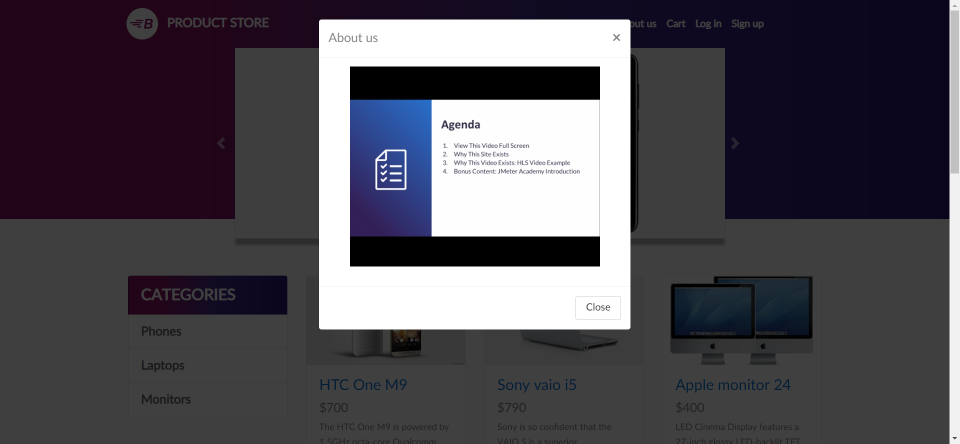 B PRODUCT STORE
out us Cart Log in Sign up
About us
×
Agenda
1. View This Video Full Screen
2. Why This Site Exists
3. Why This Video Exists: HLS Video Example
4. Bonus Content: JMeter Academy Introduction
Close
CATEGORIES
Phones
Laptops
Monitors
HTC One M9
$700
The HTC One M9 is powered by
1.5GHz octa-core Qualcomm
Sony vaio i5
$790
Sony is so confident that the
VAIO S is a superior
Apple monitor 24
$400
LED Cinema Display features a
27-inch glossy LED-backlit TFT